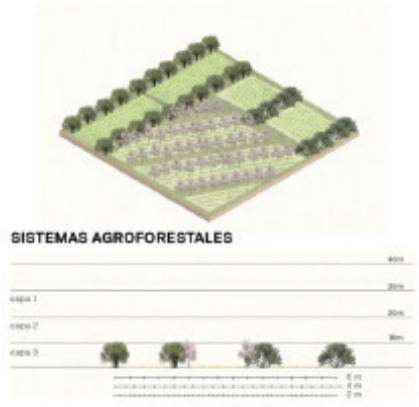 SISTEMAS AGROFORESTALES
40m
30m
capa 1
20m
capa 2
10m
capa 3
6 m
4 m
2 m